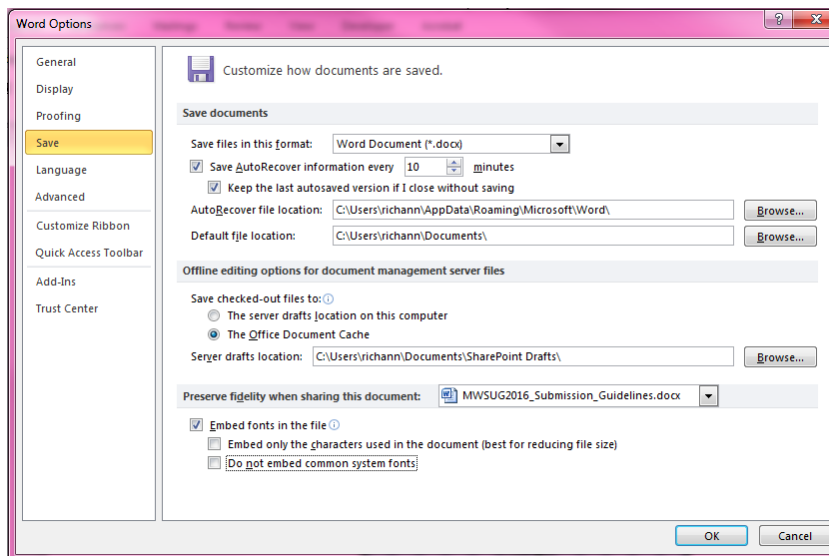 Word Options
General
Display
Proofing
Save
Language
Advanced
Customize Ribbon
Quick Access Toolbar
Add-Ins
Trust Center
Customize how documents are saved.
Save documents
Save files in this format: Word Document (*.docx)
Save AutoRecover information every 10 minutes
Keep the last autosaved version if I close without saving
AutoRecover file location: C:\Users\richann\AppData\Roaming\Microsoft\Word\ Browse...
Default file location: C:\Users\richann\Documents\ Browse...
Offline editing options for document management server files
Save checked-out files to:
The server drafts location on this computer
The Office Document Cache
Server drafts location: C:\Users\richann\Documents\SharePoint Drafts\ Browse...
Preserve fidelity when sharing this document: MWSUG2016_Submission_Guidelines.docx
Embed fonts in the file
Embed only the characters used in the document (best for reducing file size)
Do not embed common system fonts
OK Cancel